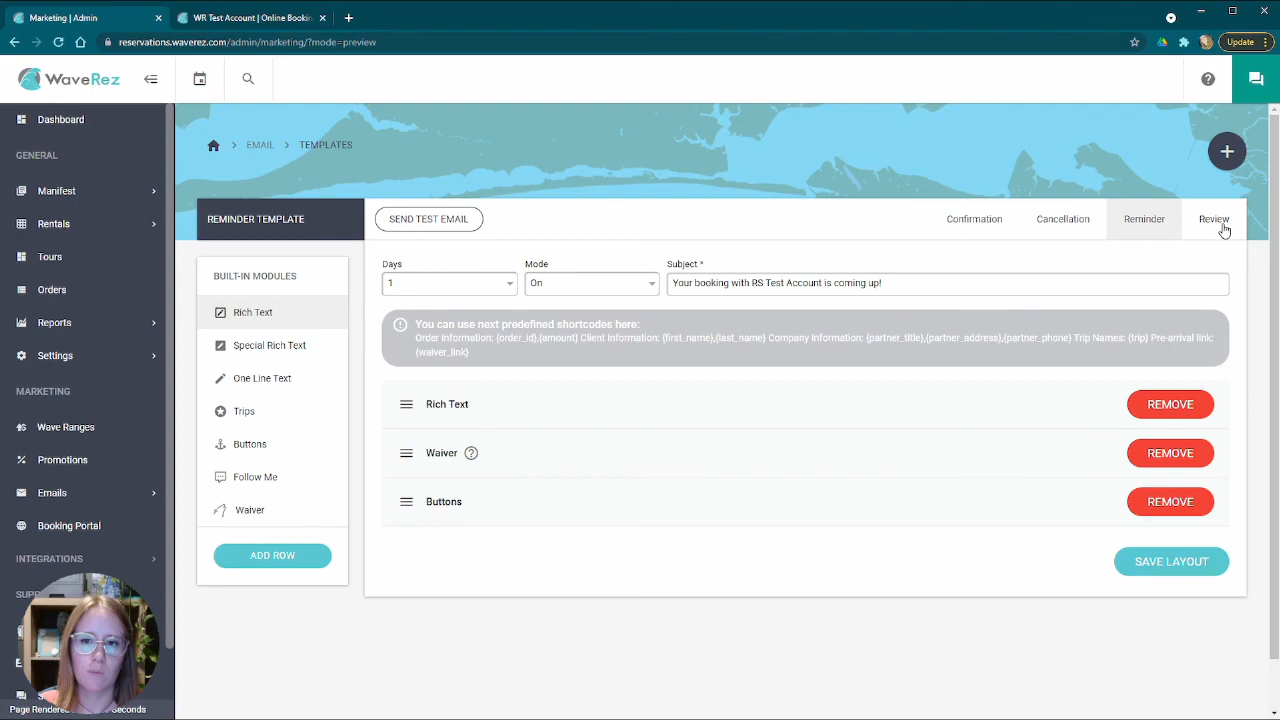 Marketing | Admin
WR Test Account | Online Bookin
reservations.waverez.com/admin/marketing/?mode=preview
Update
WaveRez
Dashboard
GENERAL
Manifest
Rentals
Tours
Orders
Reports
Settings
MARKETING
Wave Ranges
Promotions
Emails
Booking Portal
INTEGRATIONS
SUPP
Page Rendere
Seconds
EMAIL
TEMPLATES
REMINDER TEMPLATE
SEND TEST EMAIL
Confirmation
Cancellation
Reminder
Review
BUILT-IN MODULES
Rich Text
Special Rich Text
One Line Text
Trips
Buttons
Follow Me
Waiver
ADD ROW
Days
Mode
Subject *
1
On
Your booking with RS Test Account is coming up!
You can use next predefined shortcodes here:
Order Information: {order_id},{amount} Client Information: {first_name},{last_name} Company Information: {partner_title},{partner_address},{partner_phone} Trip Names: {trip} Pre-arrival link:
{waiver_link}
Rich Text
REMOVE
Waiver
REMOVE
Buttons
REMOVE
SAVE LAYOUT